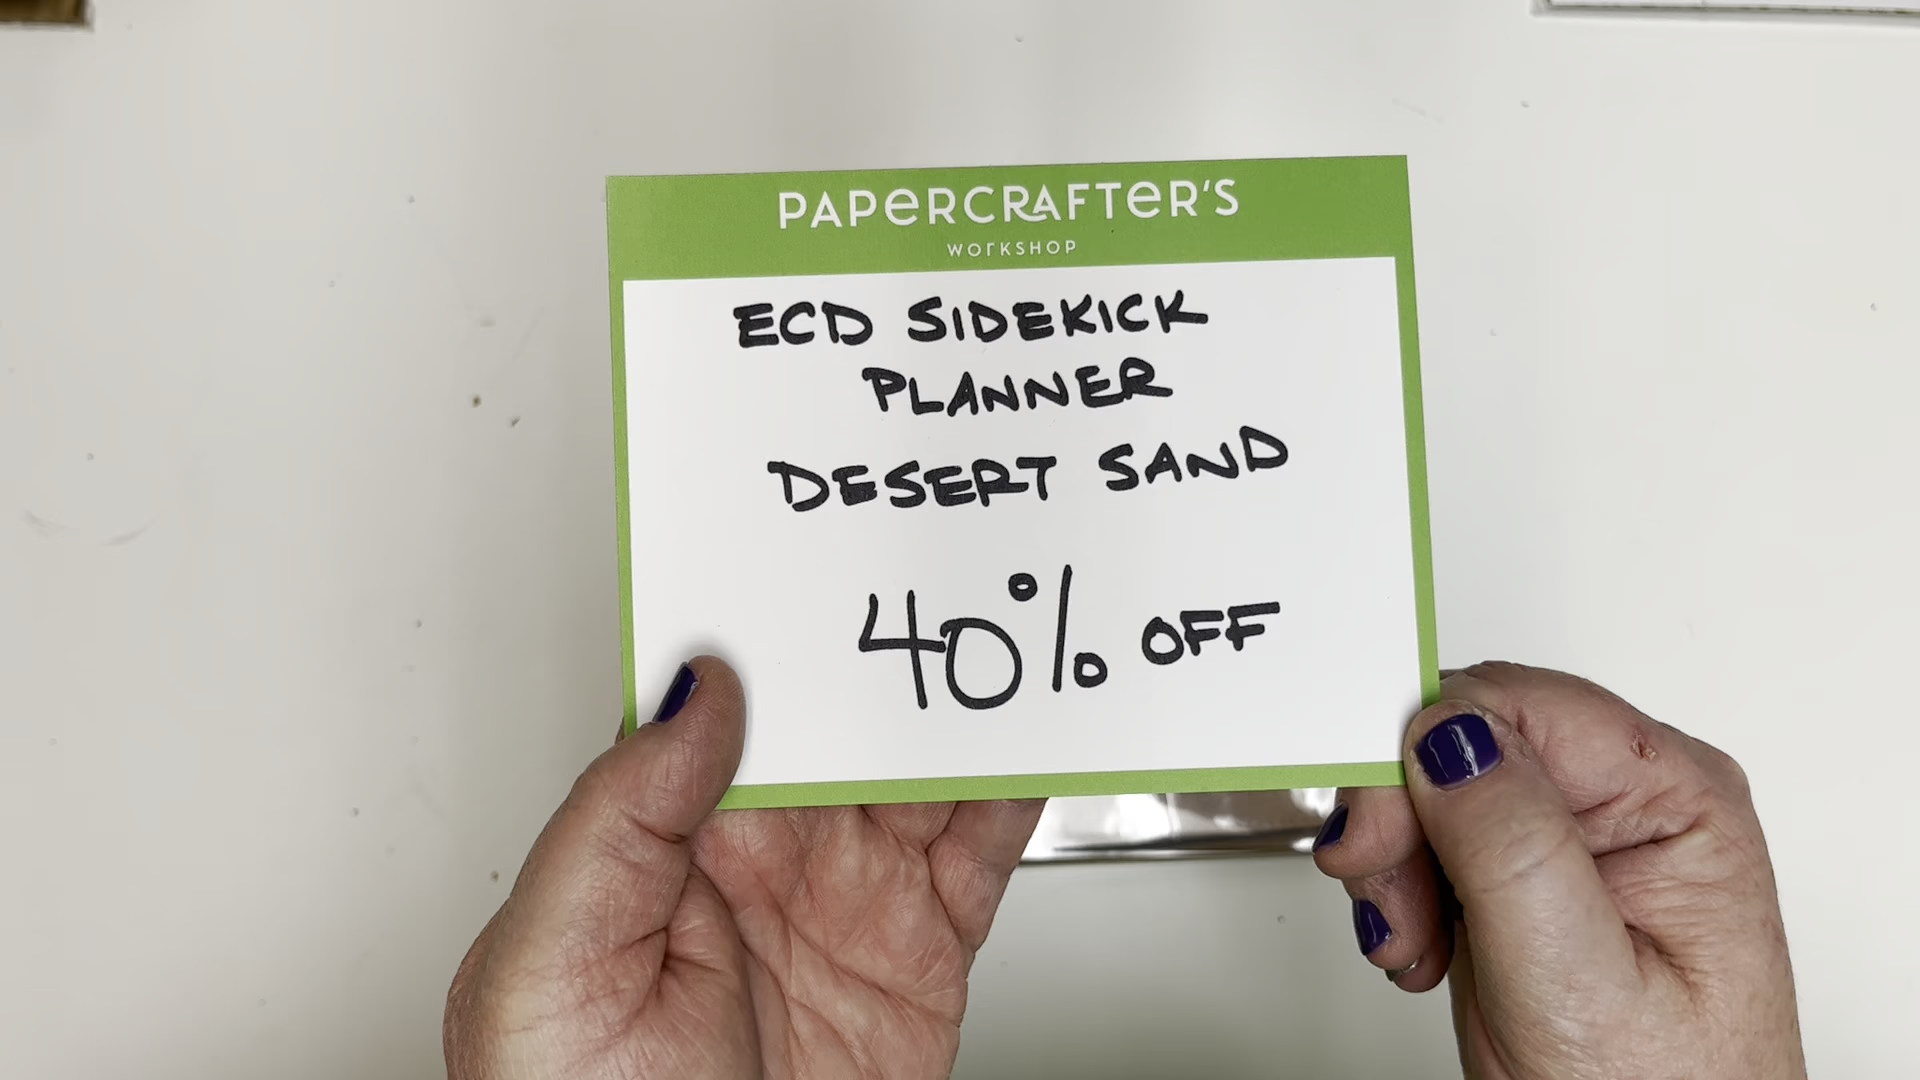 PAPERCRAFTER'S
WORKSHOP
ECD SIDEKICK
PLANNER
DESERT SAND
40% OFF